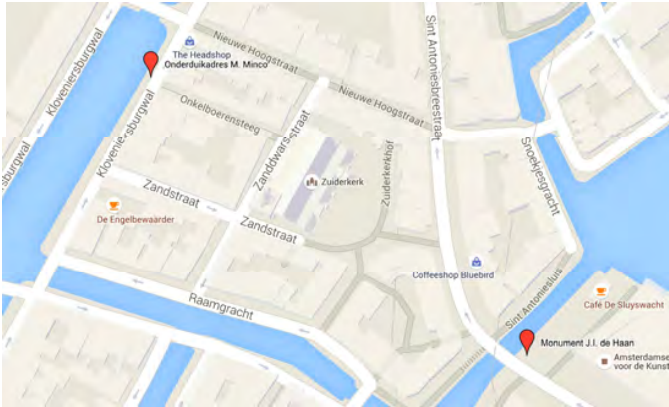 Kloveniersburgwal
The Headshop
Onderduikadres M. Minco
Nieuwe Hoogstraat
Sint Antoniesbreestraat
sburgwal
Kloveniersburgwal
Onkelboerensteeg
Nieuwe Hoogstraat
Zanddwarsstraat
Zuiderkerk
Zuiderkerkhof
Snoekjesgracht
Zandstraat
De Engelbewaarder
Zandstraat
Coffeeshop Bluebird
Sint Antoniesluis
Café De Sluyswacht
Raamgracht
Monument J.I. de Haan
Amsterdamse
voor de Kunst